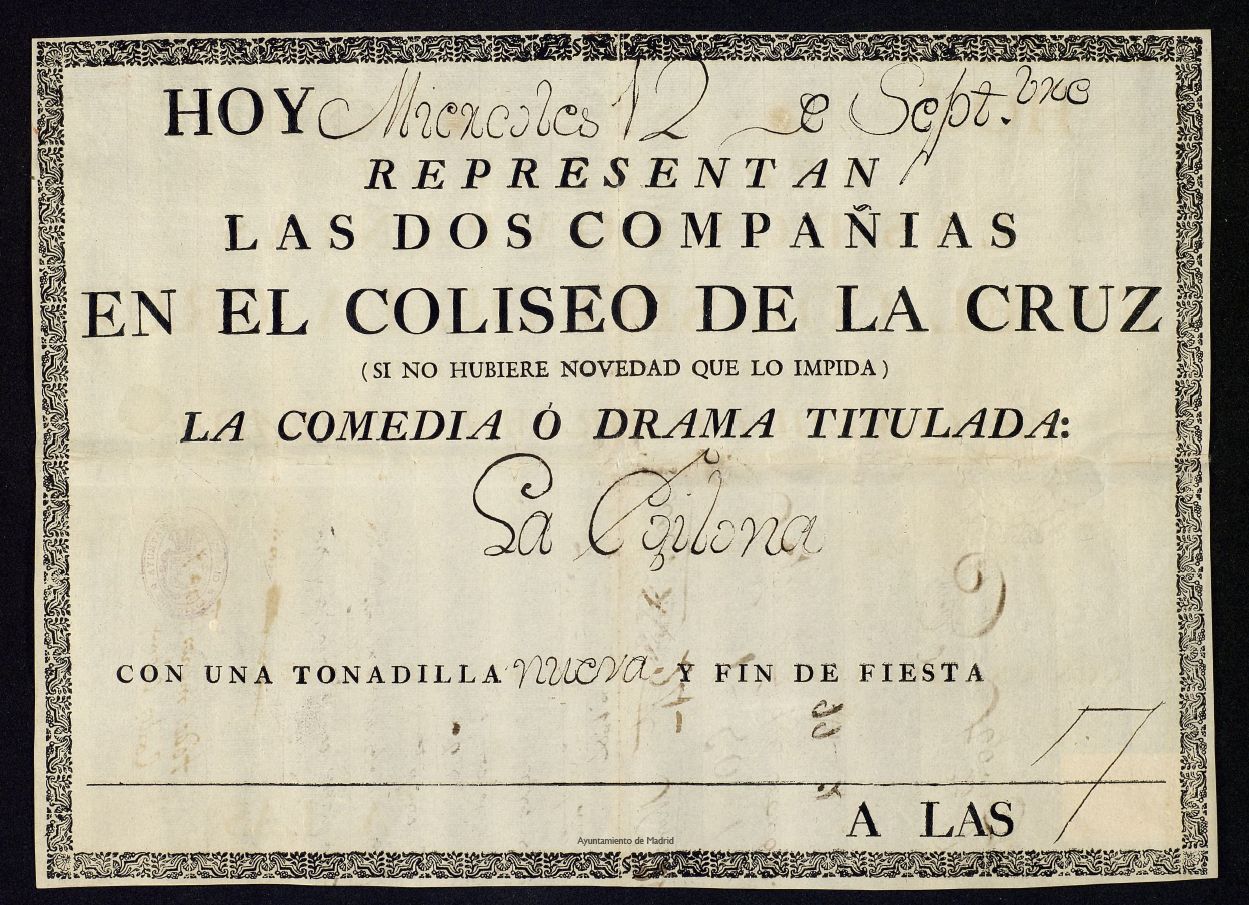 HOY Miercoles 12 de Sept.bre
REPRESENTAN
LAS DOS COMPAÑIAS
EN EL COLISEO DE LA CRUZ
(SI NO HUBIERE NOVEDAD QUE LO IMPIDA)
LA COMEDIA Ó DRAMA TITULADA:
La Egilona
CON UNA TONADILLA nueva Y FIN DE FIESTA
A LAS 7
Ayuntamiento de Madrid